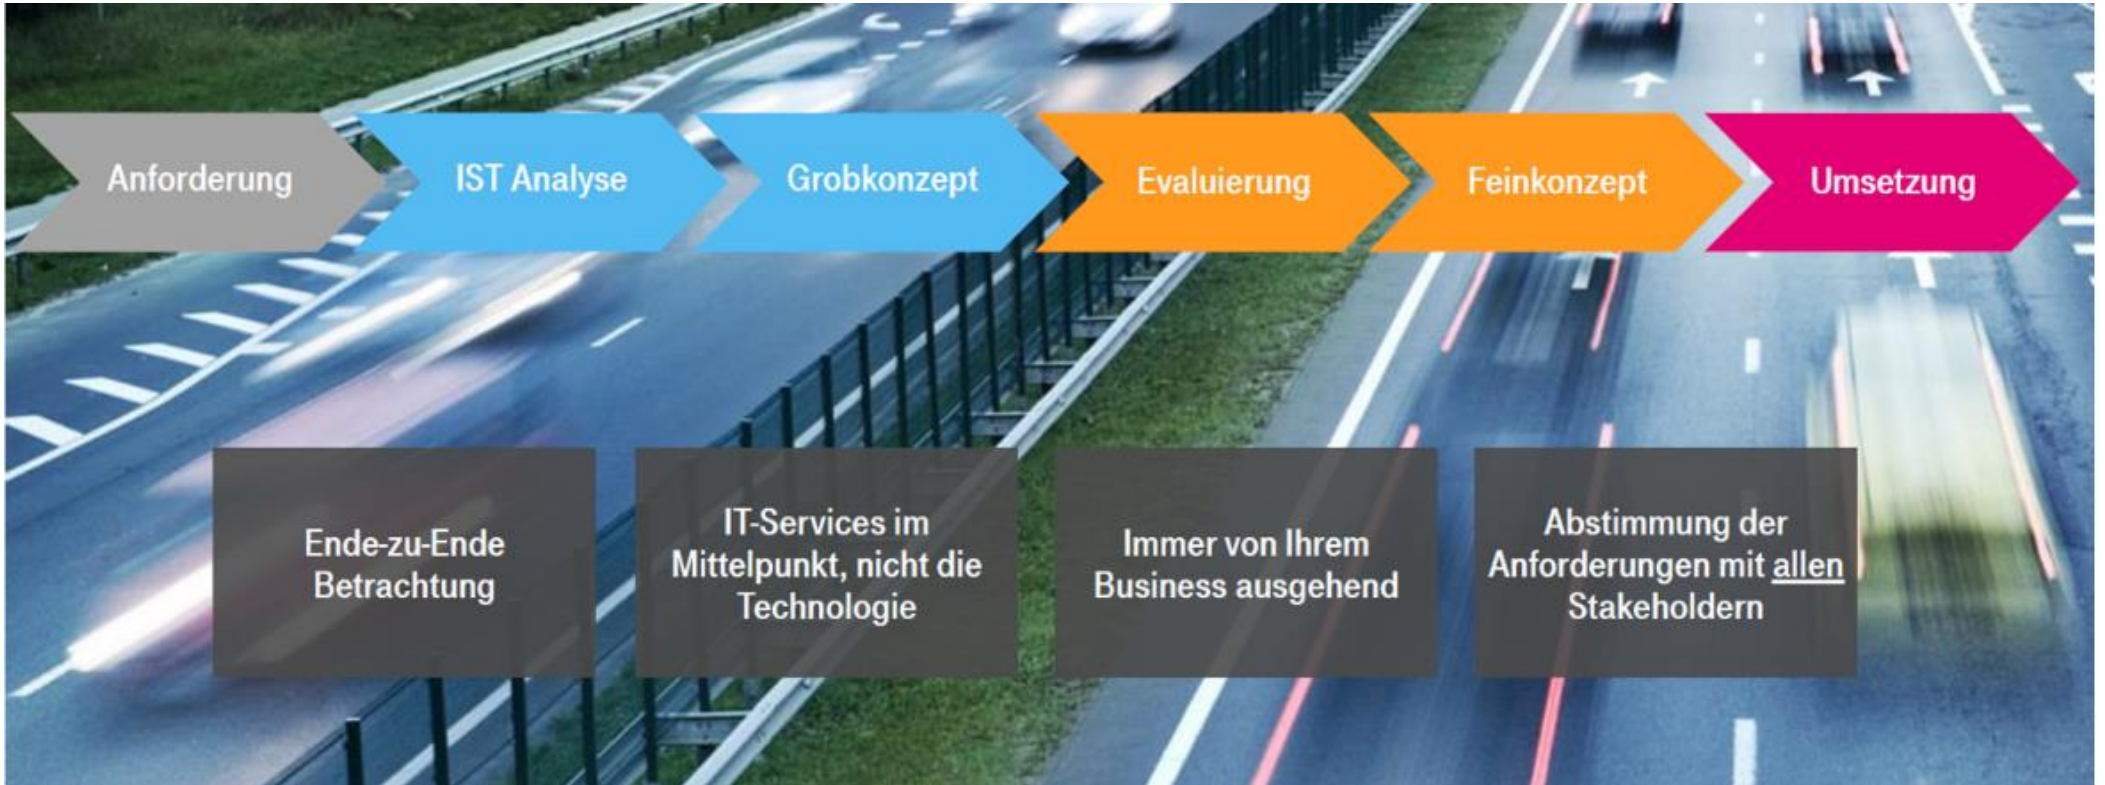 Anforderung
IST Analyse
Grobkonzept
Evaluierung
Feinkonzept
Umsetzung
Ende-zu-Ende
Betrachtung
IT-Services im
Mittelpunkt, nicht die
Technologie
Immer von Ihrem
Business ausgehend
Abstimmung der
Anforderungen mit allen
Stakeholdern